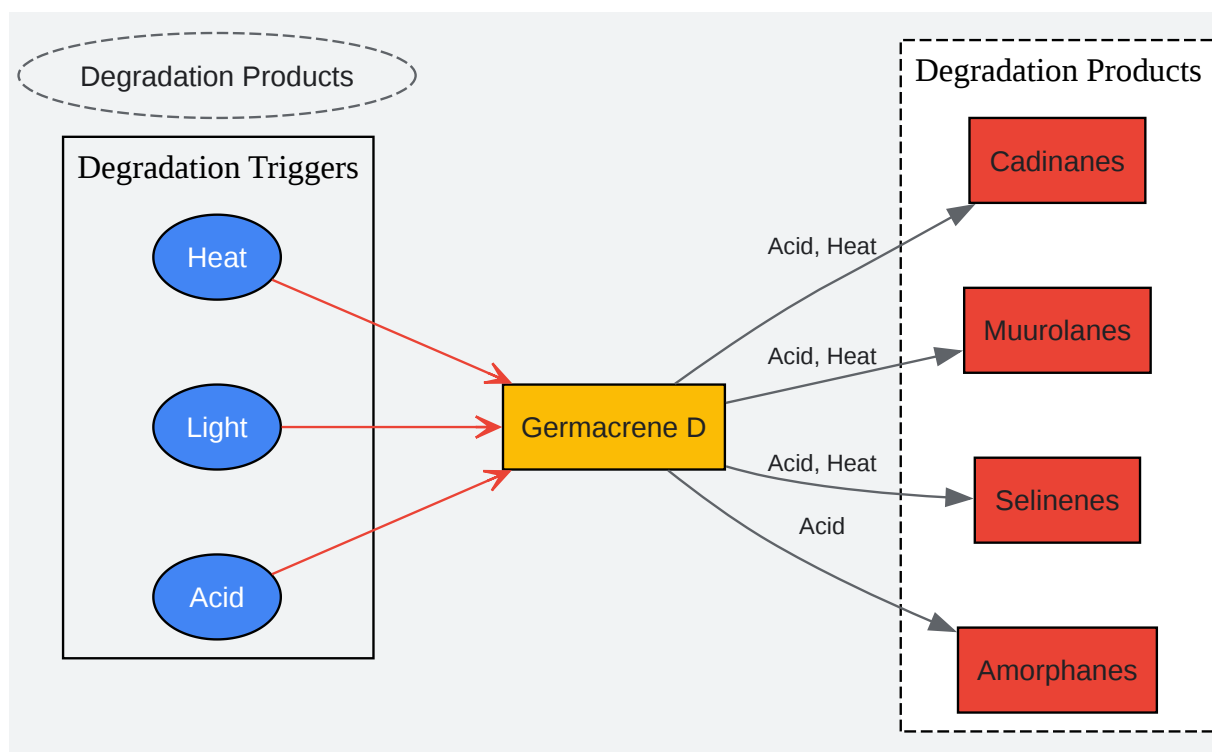 Degradation Products
Degradation Triggers
Heat
Light
Acid
Germacrene D
Acid, Heat
Acid, Heat
Acid, Heat
Acid
Degradation Products
Cadinanes
Muurolanes
Selinenes
Amorphanes